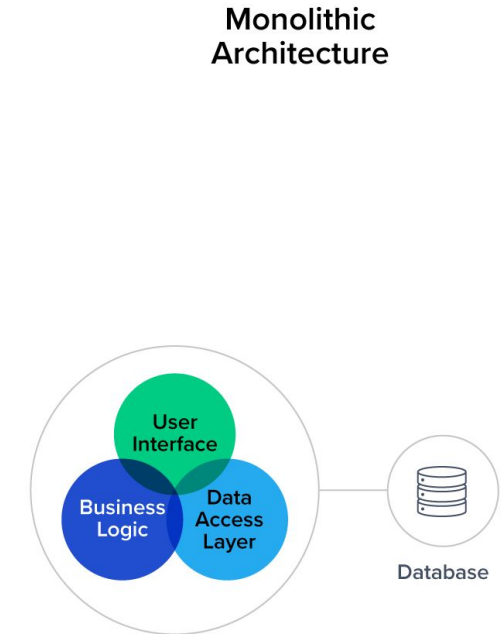 Monolithic
Architecture
User
Interface
Business
Logic
Data
Access
Layer
Database